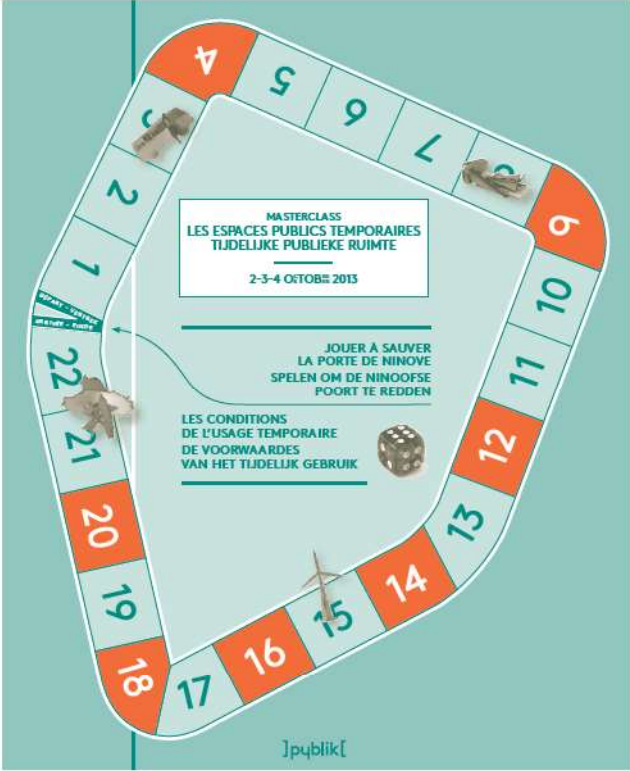 MASTERCLASS
LES ESPACES PUBLICS TEMPORAIRES
TIJDELIJKE PUBLIEKE RUIMTE
2-3-4 OCTOBRE 2013
JOUER À SAUVER
LA PORTE DE NINOVE
SPELEN OM DE NINOOFSE
POORT TE REDDEN
LES CONDITIONS
DE L'USAGE TEMPORAIRE
DE VOORWAARDES
VAN HET TIJDELIJK GEBRUIK
1
2
4
5
6
7
9
10
11
12
13
14
15
16
17
18
19
20
21
22
]pyblik[